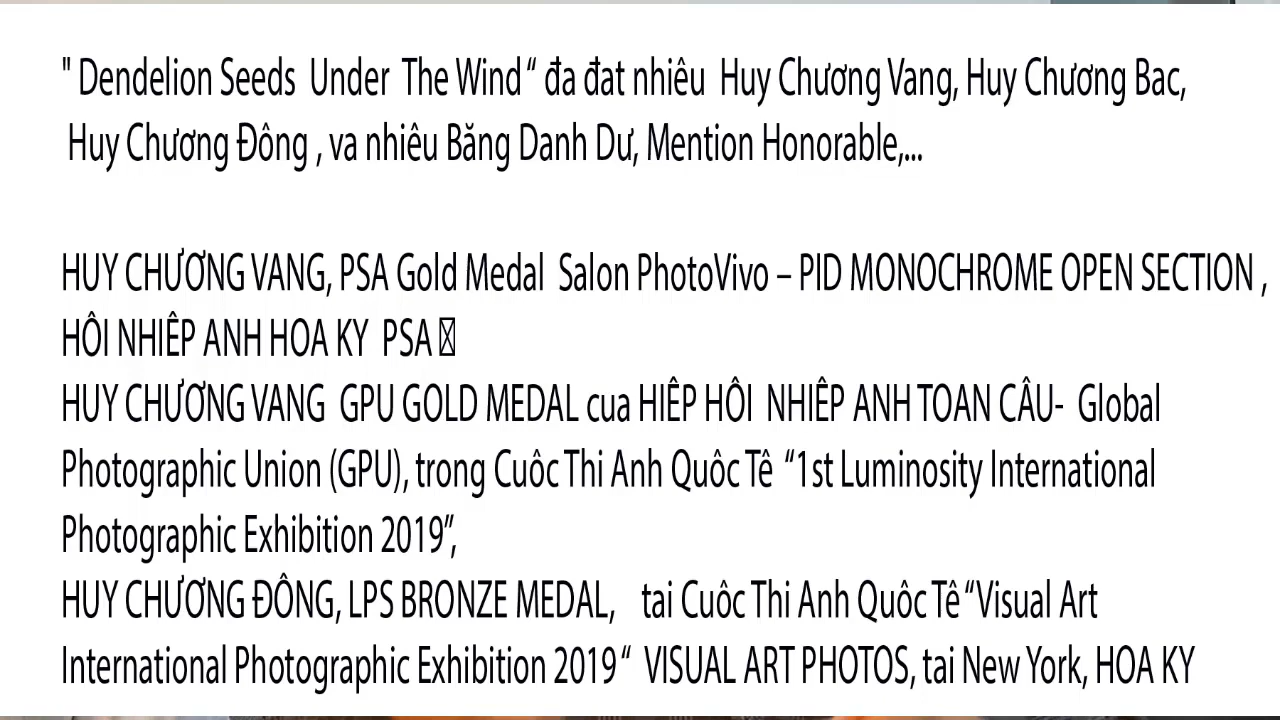 " Dendelion Seeds Under The Wind“ đa đat nhiêu Huy Chương Vang, Huy Chương Bac,
Huy Chương Đông , va nhiêu Băng Danh Dư, Mention Honorable,...
HUY CHƯƠNG VANG, PSA Gold Medal Salon PhotoVivo – PID MONOCHROME OPEN SECTION ,
HÔI NHIÊP ANH HOA KY PSA
HUY CHƯƠNG VANG GPU GOLD MEDAL cua HIÊP HÔI NHIÊP ANH TOAN CÂU- Global
Photographic Union (GPU), trong Cuôc Thi Anh Quôc Tê “1st Luminosity International
Photographic Exhibition 2019”,
HUY CHƯƠNG ĐÔNG, LPS BRONZE MEDAL, tai Cuôc Thi Anh Quôc Tê “Visual Art
International Photographic Exhibition 2019“ VISUAL ART PHOTOS, tai New York, HOA KY